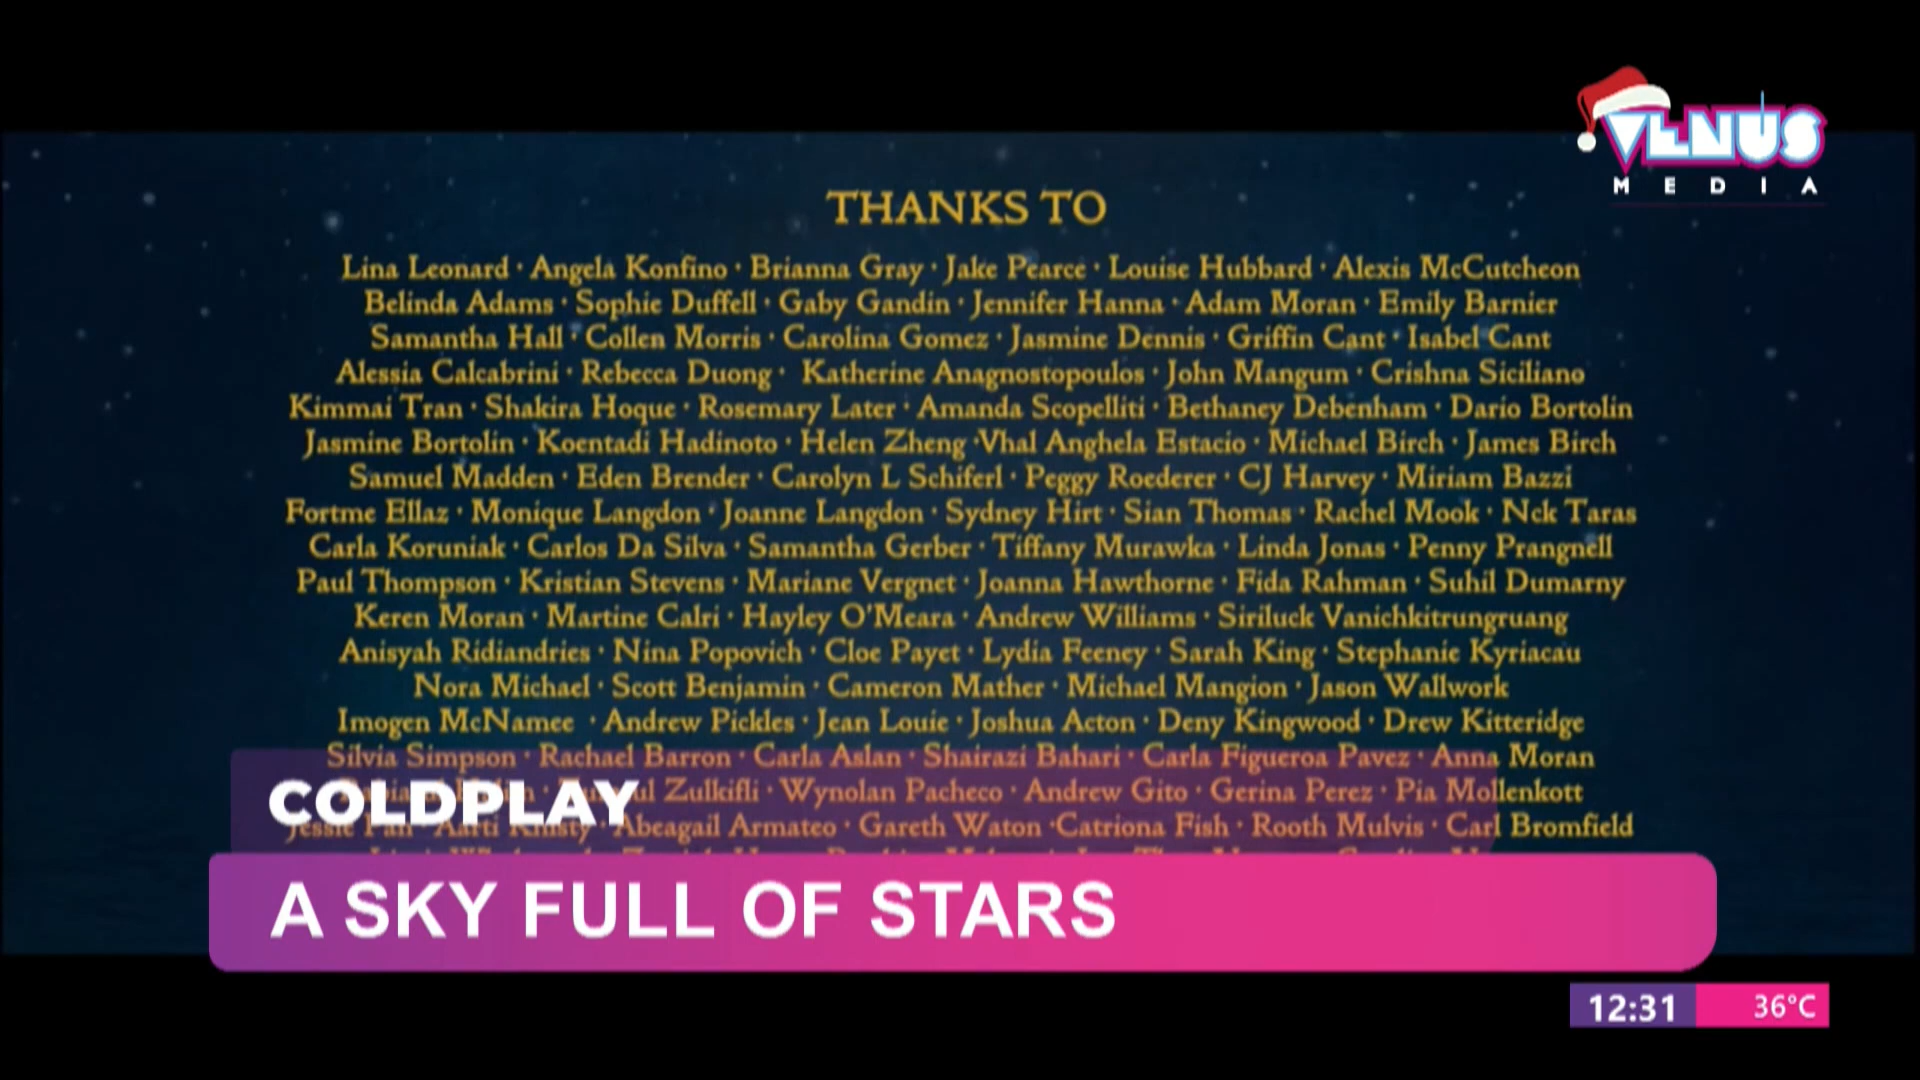 VENUS
MEDIA
THANKS TO
Lina Leonard · Angela Konfino · Brianna Gray · Jake Pearce · Louise Hubbard · Alexis McCutcheon
Belinda Adams · Sophie Duffell · Gaby Gandin · Jennifer Hanna · Adam Moran · Emily Barnier
Samantha Hall · Collen Morris · Carolina Gomez · Jasmine Dennis · Griffin Cant · Isabel Cant
Alessia Calcabrini · Rebecca Duong · Katherine Anagnostopoulos · John Mangum · Crishna Siciliano
Kimmai Tran · Shakira Hoque · Rosemary Later · Amanda Scopelliti · Bethaney Debenham · Dario Bortolin
Jasmine Bortolin · Koentadi Hadinoto · Helen Zheng ·Vhal Anghela Estacio · Michael Birch · James Birch
Samuel Madden · Eden Brender · Carolyn L Schiferl · Peggy Roederer · CJ Harvey · Miriam Bazzi
Fortme Ellaz · Monique Langdon · Joanne Langdon · Sydney Hirt · Sian Thomas · Rachel Mook · Nck Taras
Carla Koruniak · Carlos Da Silva · Samantha Gerber · Tiffany Murawka · Linda Jonas · Penny Prangnell
Paul Thompson · Kristian Stevens · Mariane Vergnet · Joanna Hawthorne · Fida Rahman · Suhil Dumarny
Keren Moran · Martine Calri · Hayley O'Meara · Andrew Williams · Siriluck Vanichkitrungruang
Anisyah Ridiandries · Nina Popovich · Cloe Payet · Lydia Feeney · Sarah King · Stephanie Kyriacau
Nora Michael · Scott Benjamin · Cameron Mather · Michael Mangion · Jason Wallwork
Imogen McNamee · Andrew Pickles · Jean Louie · Joshua Acton · Deny Kingwood · Drew Kitteridge
Silvia Simpson · Rachael Barron · Carla Aslan · Shairazi Bahari · Carla Figueroa Pavez · Anna Moran
Zulkifli · Wynolan Pacheco · Andrew Gito · Gerina Perez · Pia Mollenkott
Abeagail Armateo · Gareth Waton ·Catriona Fish · Rooth Mulvis · Carl Bromfield
COLDPLAY
A SKY FULL OF STARS
12:31 36°C